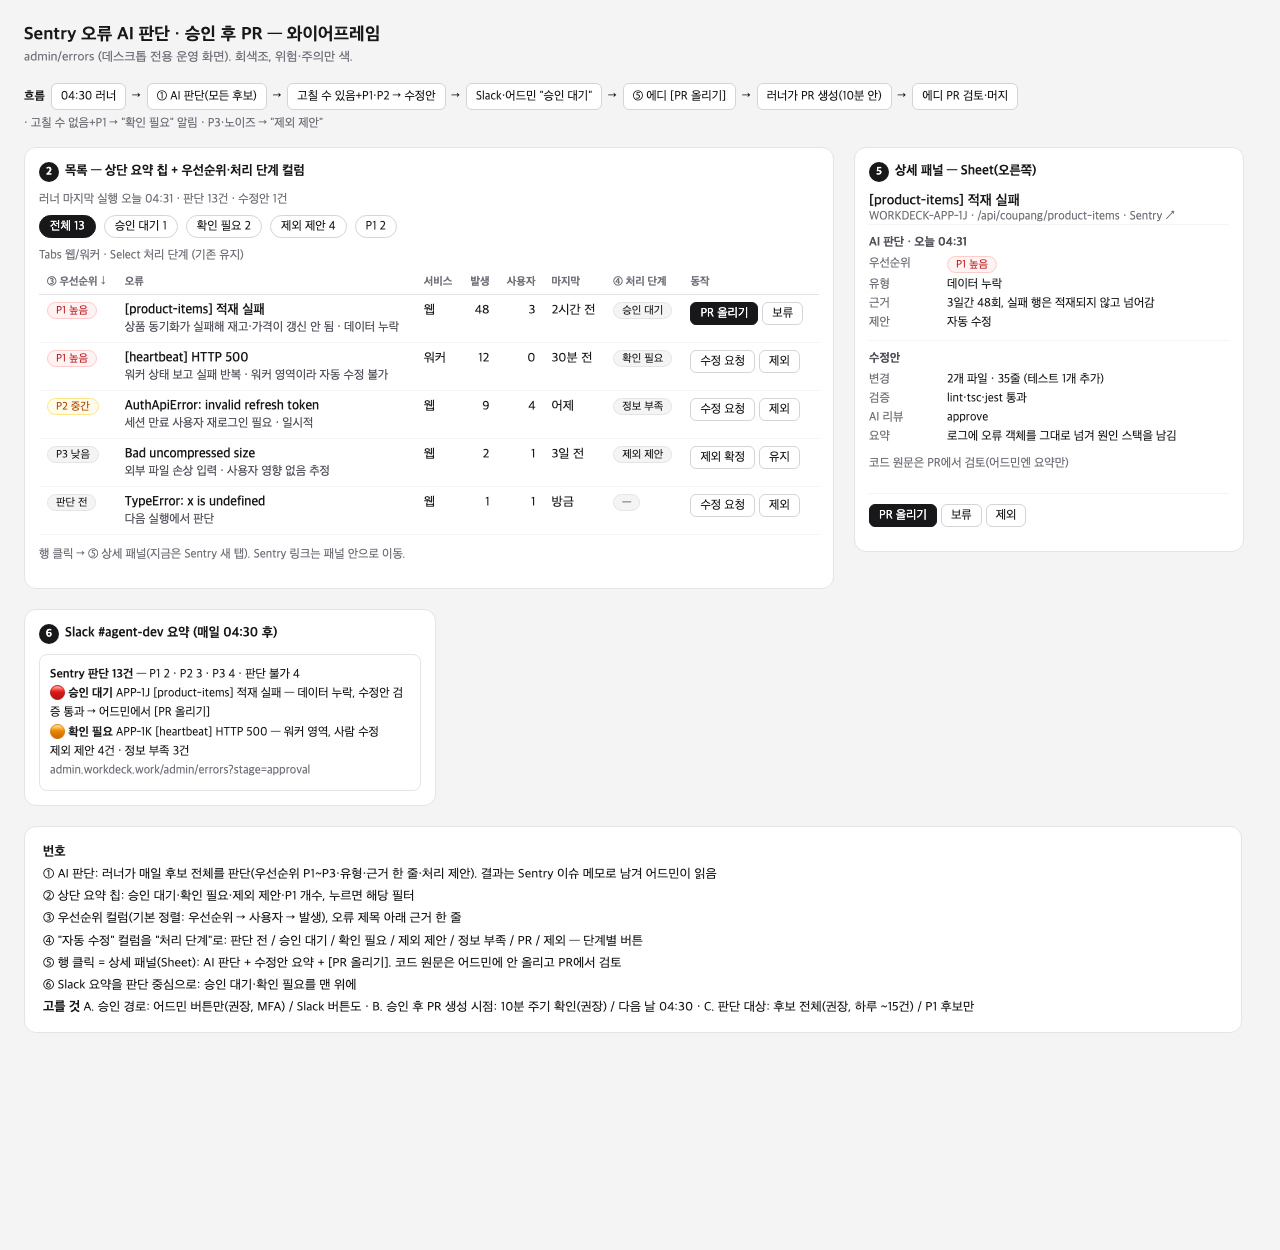 Sentry 오류 AI 판단 · 승인 후 PR — 와이어프레임
admin/errors (데스크톱 전용 운영 화면). 회색조, 위험·주의만 색.
흐름 04:30 러너 → ① AI 판단(모든 후보) → 고칠 수 있음+P1·P2 → 수정안 → Slack·어드민 "승인 대기" → ⑤ 에디 [PR 올리기] → 러너가 PR 생성(10분 안) → 에디 PR 검토·머지
· 고칠 수 없음+P1 → "확인 필요" 알림 · P3·노이즈 → "제외 제안"
2 목록 — 상단 요약 칩 + 우선순위·처리 단계 컬럼
러너 마지막 실행 오늘 04:31 · 판단 13건 · 수정안 1건
전체 13 승인 대기 1 확인 필요 2 제외 제안 4 P1 2
Tabs 웹/워커 · Select 처리 단계 (기존 유지)
③ 우선순위 ↓ 오류 서비스 발생 사용자 마지막 ④ 처리 단계 동작
P1 높음 [product-items] 적재 실패 웹 48 3 2시간 전 승인 대기 PR 올리기 보류
상품 동기화가 실패해 재고·가격이 갱신 안 됨 · 데이터 누락
P1 높음 [heartbeat] HTTP 500 워커 12 0 30분 전 확인 필요 수정 요청 제외
워커 상태 보고 실패 반복 · 워커 영역이라 자동 수정 불가
P2 중간 AuthApiError: invalid refresh token 웹 9 4 어제 정보 부족 수정 요청 제외
세션 만료 사용자 재로그인 필요 · 일시적
P3 낮음 Bad uncompressed size 웹 2 1 3일 전 제외 제안 제외 확정 유지
외부 파일 손상 입력 · 사용자 영향 없음 추정
판단 전 TypeError: x is undefined 웹 1 1 방금 — 수정 요청 제외
다음 실행에서 판단
행 클릭 → ⑤ 상세 패널(지금은 Sentry 새 탭). Sentry 링크는 패널 안으로 이동.
5 상세 패널 — Sheet(오른쪽)
[product-items] 적재 실패
WORKDECK-APP-1J · /api/coupang/product-items · Sentry ↗
AI 판단 · 오늘 04:31
우선순위 P1 높음
유형 데이터 누락
근거 3일간 48회, 실패 행은 적재되지 않고 넘어감
제안 자동 수정
수정안
변경 2개 파일 · 35줄 (테스트 1개 추가)
검증 lint·tsc·jest 통과
AI 리뷰 approve
요약 로그에 오류 객체를 그대로 넘겨 원인 스택을 남김
코드 원문은 PR에서 검토(어드민엔 요약만)
PR 올리기 보류 제외
6 Slack #agent-dev 요약 (매일 04:30 후)
Sentry 판단 13건 — P1 2 · P2 3 · P3 4 · 판단 불가 4
🔴 승인 대기 APP-1J [product-items] 적재 실패 — 데이터 누락, 수정안 검
증 통과 → 어드민에서 [PR 올리기]
🟠 확인 필요 APP-1K [heartbeat] HTTP 500 — 워커 영역, 사람 수정
제외 제안 4건 · 정보 부족 3건
admin.workdeck.work/admin/errors?stage=approval
번호
① AI 판단: 러너가 매일 후보 전체를 판단(우선순위 P1~P3·유형·근거 한 줄·처리 제안). 결과는 Sentry 이슈 메모로 남겨 어드민이 읽음
② 상단 요약 칩: 승인 대기·확인 필요·제외 제안·P1 개수, 누르면 해당 필터
③ 우선순위 컬럼(기본 정렬: 우선순위 → 사용자 → 발생), 오류 제목 아래 근거 한 줄
④ "자동 수정" 컬럼을 "처리 단계"로: 판단 전 / 승인 대기 / 확인 필요 / 제외 제안 / 정보 부족 / PR / 제외 — 단계별 버튼
⑤ 행 클릭 = 상세 패널(Sheet): AI 판단 + 수정안 요약 + [PR 올리기]. 코드 원문은 어드민에 안 올리고 PR에서 검토
⑥ Slack 요약을 판단 중심으로: 승인 대기·확인 필요를 맨 위에
고를 것 A. 승인 경로: 어드민 버튼만(권장, MFA) / Slack 버튼도 · B. 승인 후 PR 생성 시점: 10분 주기 확인(권장) / 다음 날 04:30 · C. 판단 대상: 후보 전체(권장, 하루 ~15건) / P1 후보만